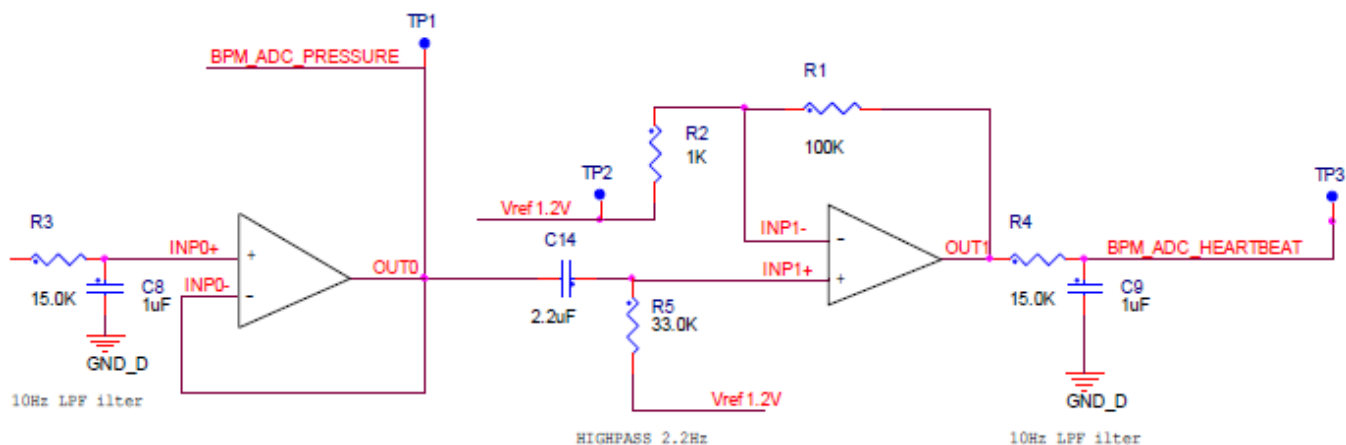 TP1
BPM_ADC_PRESSURE
R1
100K
R2
1K
TP2
Vref 1.2V
TP3
R3
15.0K
INP0+
INP0-
C8
1uF
GND_D
OUT0
C14
2.2uF
INP1-
INP1+
R5
33.0K
Vref 1.2V
OUT1
R4
15.0K
BPM_ADC_HEARTBEAT
C9
1uF
GND_D
10Hz LPF ilter
HIGHPASS 2.2Hz
10Hz LPF ilter